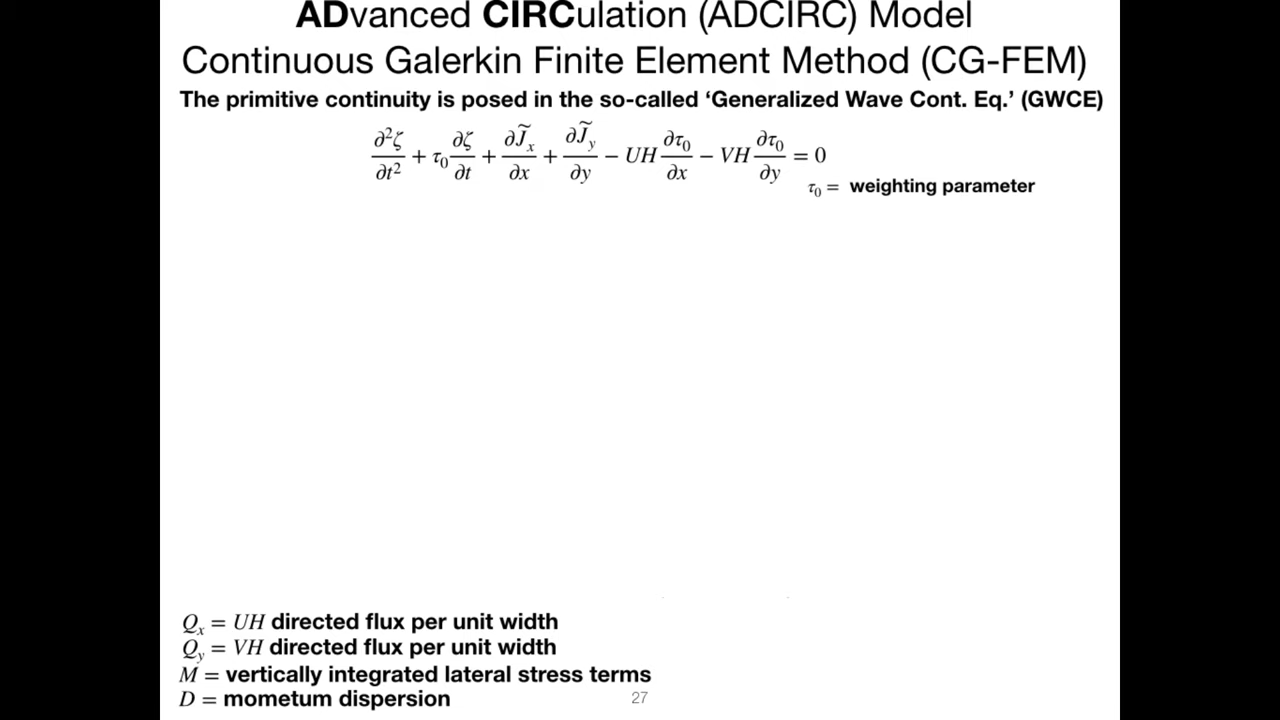 ADvanced CIRCulation (ADCIRC) Model
Continuous Galerkin Finite Element Method (CG-FEM)
The primitive continuity is posed in the so-called ‘Generalized Wave Cont. Eq.’ (GWCE)
∂²ζ/∂t² + τ₀ ∂ζ/∂t + ∂J̃ₓ/∂x + ∂J̃ᵧ/∂y − UH ∂τ₀/∂x − VH ∂τ₀/∂y = 0
τ₀ = weighting parameter
Qₓ = UH directed flux per unit width
Qᵧ = VH directed flux per unit width
M = vertically integrated lateral stress terms
D = mometum dispersion
27